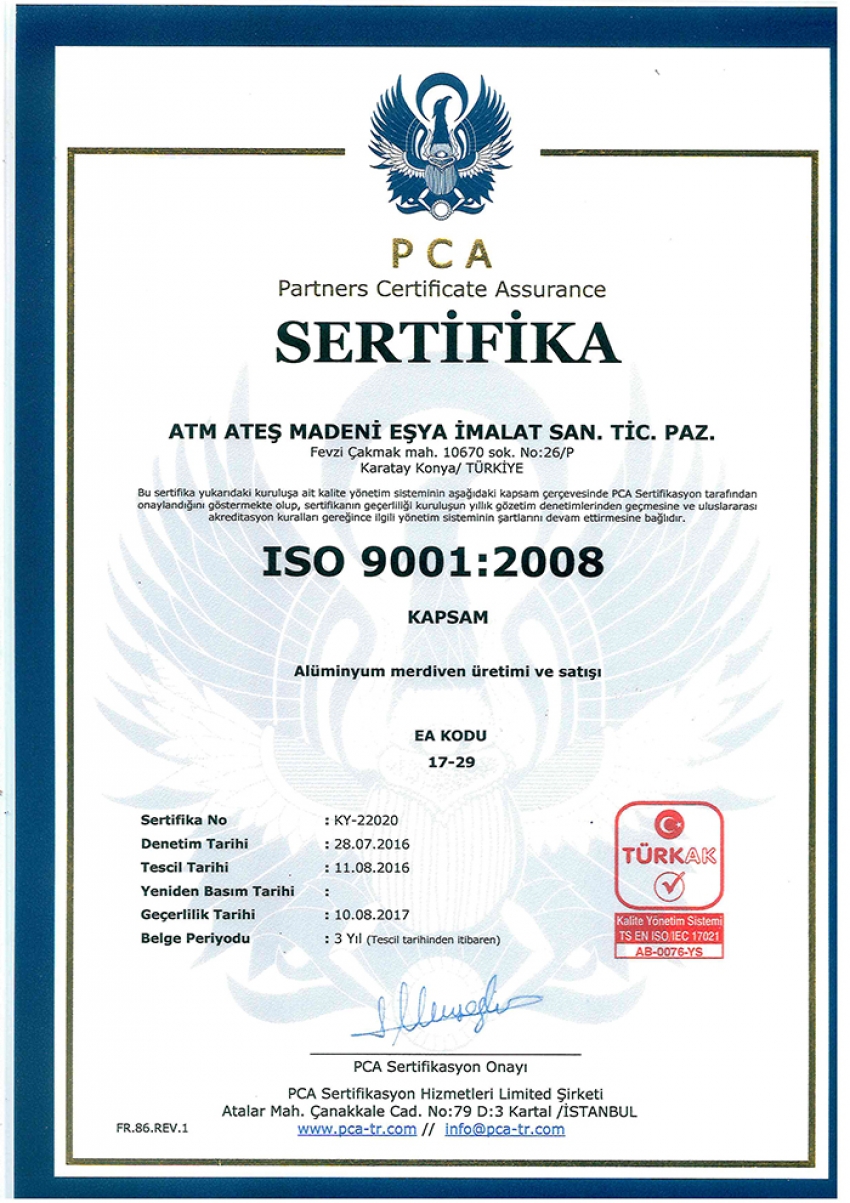 PCA
Partners Certificate Assurance
SERTİFİKA
ATM ATEŞ MADENİ EŞYA İMALAT SAN. TİC. PAZ.
Fevzi Çakmak mah. 10670 sok. No:26/P
Karatay Konya/ TÜRKİYE
Bu sertifika yukarıdaki kuruluşa ait kalite yönetim sisteminin aşağıdaki kapsam çerçevesinde PCA Sertifikasyon tarafından
onaylandığını göstermekte olup, sertifikanın geçerliliği kuruluşun yıllık gözetim denetimlerinden geçmesine ve uluslararası
akreditasyon kuralları gereğince ilgili yönetim sisteminin şartlarını devam ettirmesine bağlıdır.
ISO 9001:2008
KAPSAM
Alüminyum merdiven üretimi ve satışı
EA KODU
17-29
Sertifika No : KY-22020
Denetim Tarihi : 28.07.2016
Tescil Tarihi : 11.08.2016
Yeniden Basım Tarihi :
Geçerlilik Tarihi : 10.08.2017
Belge Periyodu : 3 Yıl (Tescil tarihinden itibaren)
TÜRKAK
Kalite Yönetim Sistemi
TS EN ISO/IEC 17021
AB-0076-YS
PCA Sertifikasyon Onayı
PCA Sertifikasyon Hizmetleri Limited Şirketi
Atalar Mah. Çanakkale Cad. No:79 D:3 Kartal /İSTANBUL
FR.86.REV.1
www.pca-tr.com // info@pca-tr.com